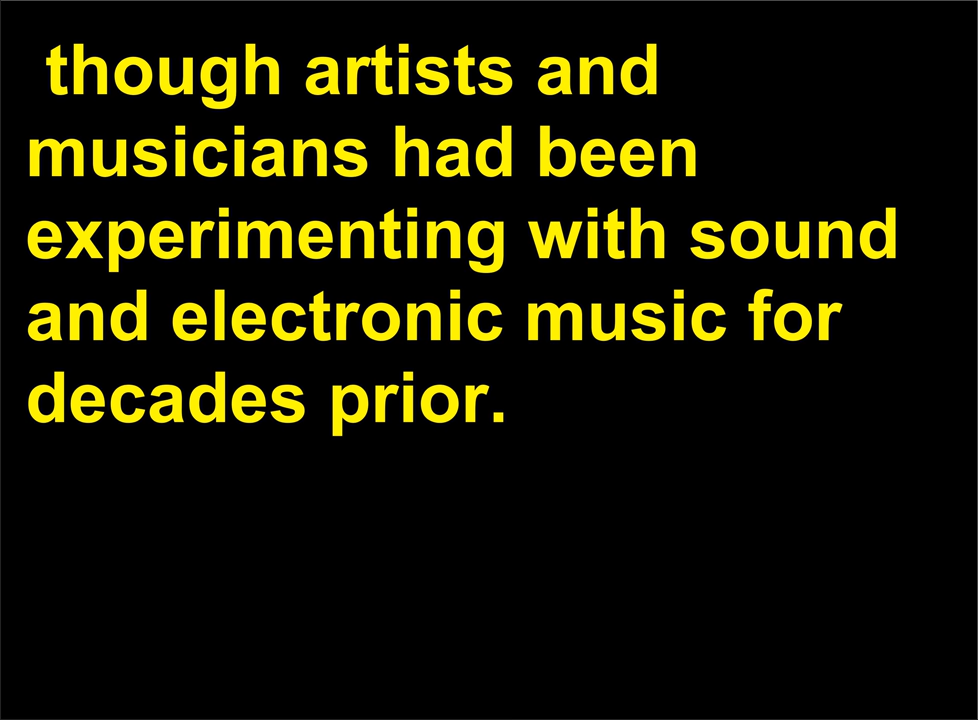 though artists and
musicians had been
experimenting with sound
and electronic music for
decades prior.